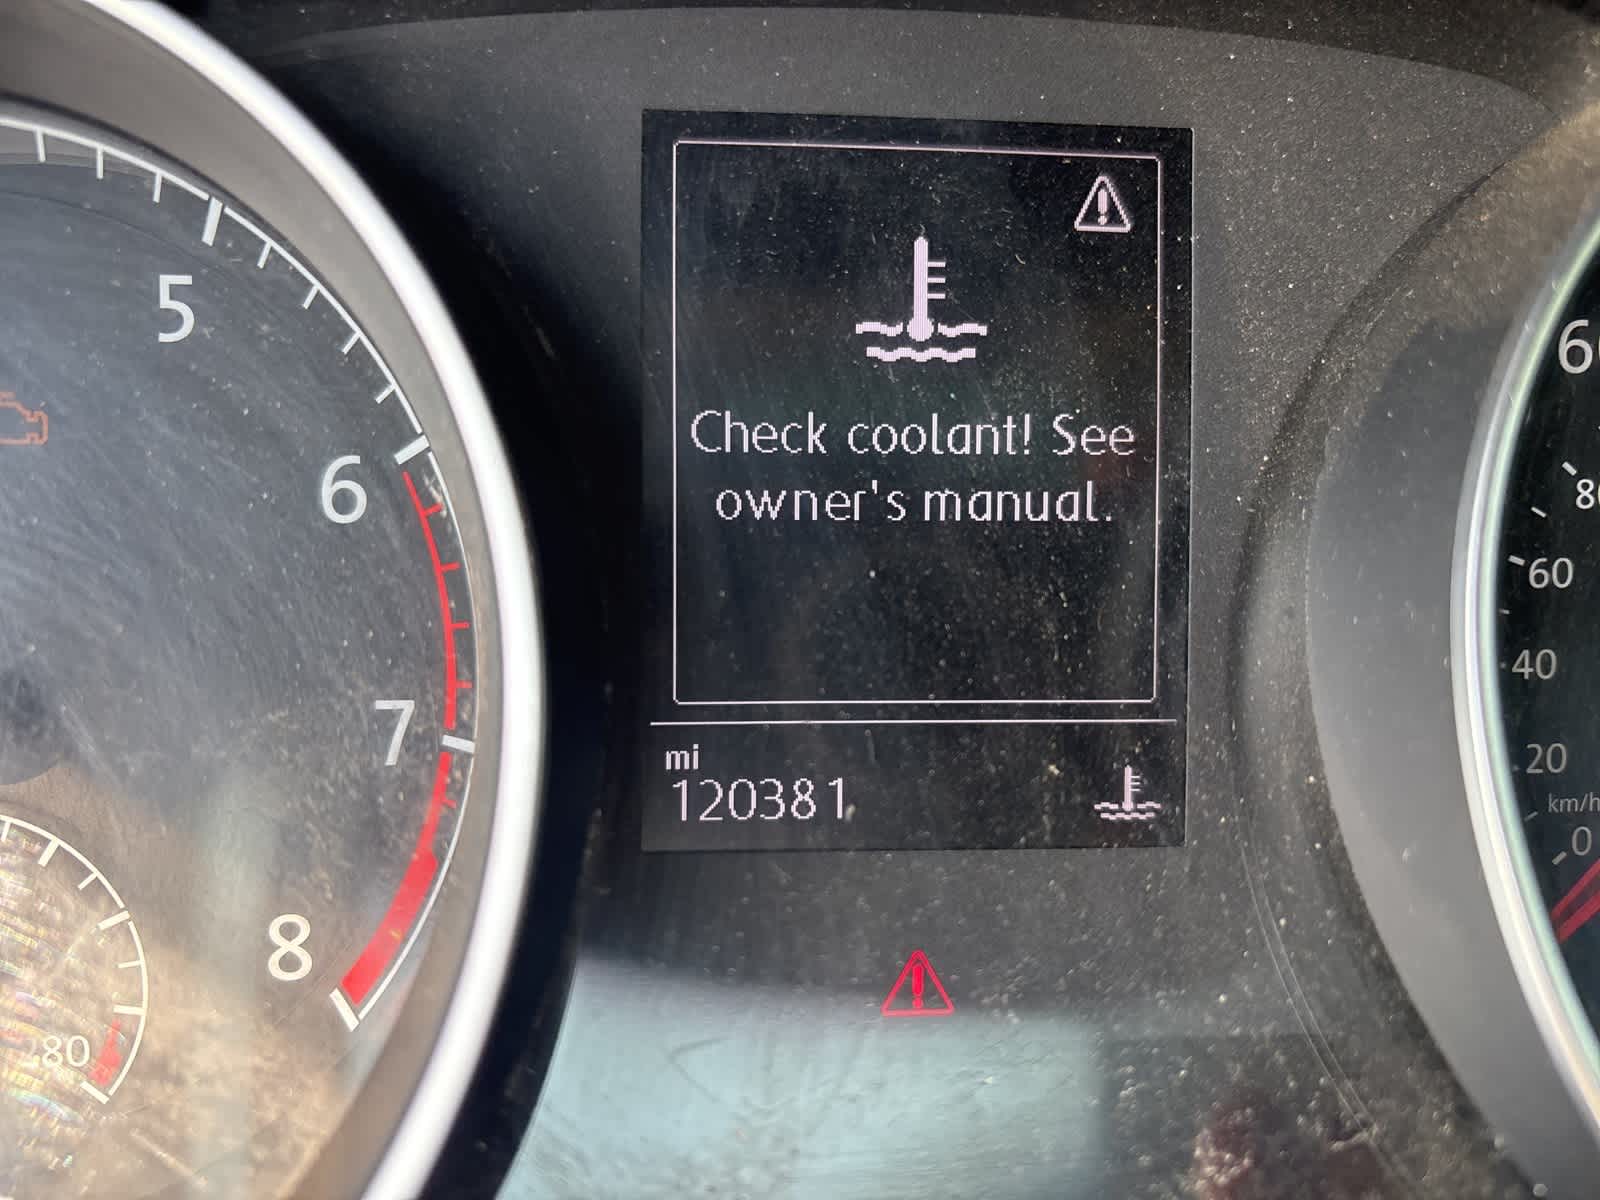 5
6
7
8
80
Check coolant! See
owner's manual.
mi
120381
60
40
20
km/h
0